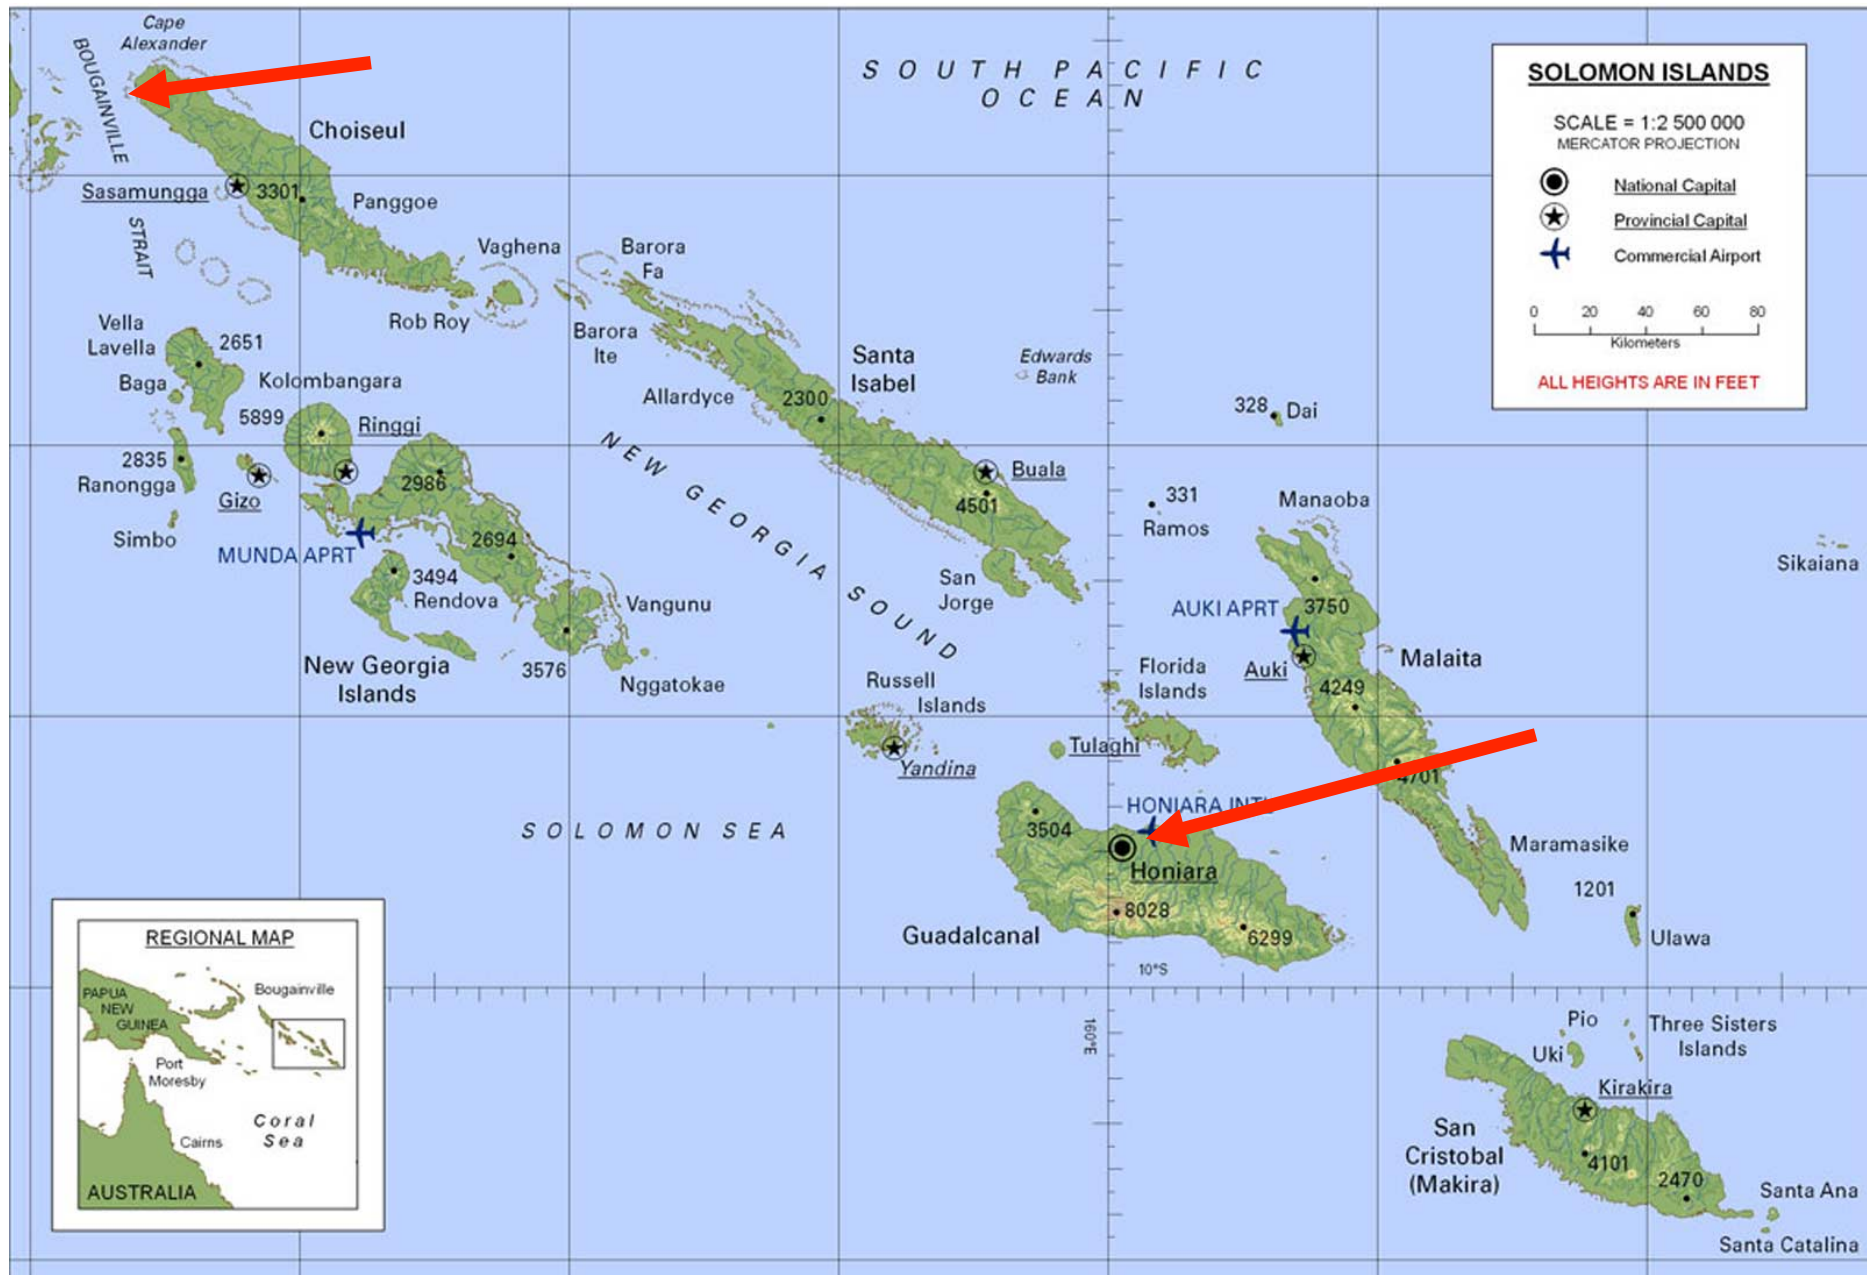 Cape
Alexander
BOUGAINVILLE
STRAIT
SOUTH PACIFIC
OCEAN
SOLOMON ISLANDS
SCALE = 1:2 500 000
MERCATOR PROJECTION
National Capital
Provincial Capital
Commercial Airport
0 20 40 60 80
Kilometers
ALL HEIGHTS ARE IN FEET
Choiseul
Sasamungga
3301
Panggoe
Vaghena
Barora
Fa
Rob Roy
Barora
Ite
Vella
Lavella
2651
Baga
Kolombangara
5899
Ringgi
2835
Ranongga
Gizo
Simbo
MUNDA APRT
2986
2694
3494
Rendova
Vangunu
3576
Nggatokae
New Georgia
Islands
Allardyce
2300
Santa
Isabel
Edwards
Bank
328
Dai
NEW GEORGIA SOUND
Buala
4501
331
Ramos
San
Jorge
Manaoba
Sikaiana
AUKI APRT
3750
Auki
Malaita
4249
4701
Russell
Islands
Florida
Islands
Yandina
Tulaghi
SOLOMON SEA
HONIARA
3504
Honiara
8028
6299
Guadalcanal
Maramasike
1201
Ulawa
10°S
160°E
REGIONAL MAP
Bougainville
PAPUA
NEW
GUINEA
Port
Moresby
Coral
Sea
Cairns
AUSTRALIA
Pio
Three Sisters
Islands
Uki
Kirakira
San
Cristobal
(Makira)
4101
2470
Santa Ana
Santa Catalina